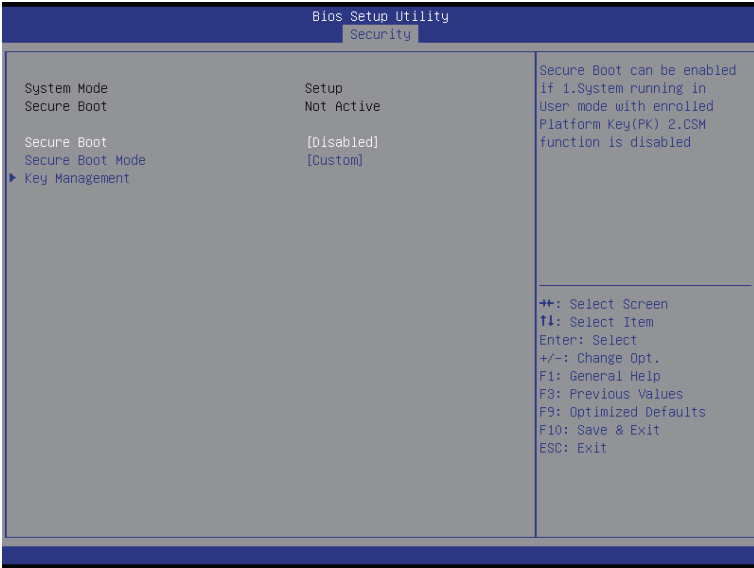 Bios Setup Utility
Security
System Mode Setup
Secure Boot Not Active
Secure Boot [Disabled]
Secure Boot Mode [Custom]
Key Management
Secure Boot can be enabled
if 1.System running in
User mode with enrolled
Platform Key(PK) 2.CSM
function is disabled
→←: Select Screen
↑↓: Select Item
Enter: Select
+/-: Change Opt.
F1: General Help
F3: Previous Values
F9: Optimized Defaults
F10: Save & Exit
ESC: Exit